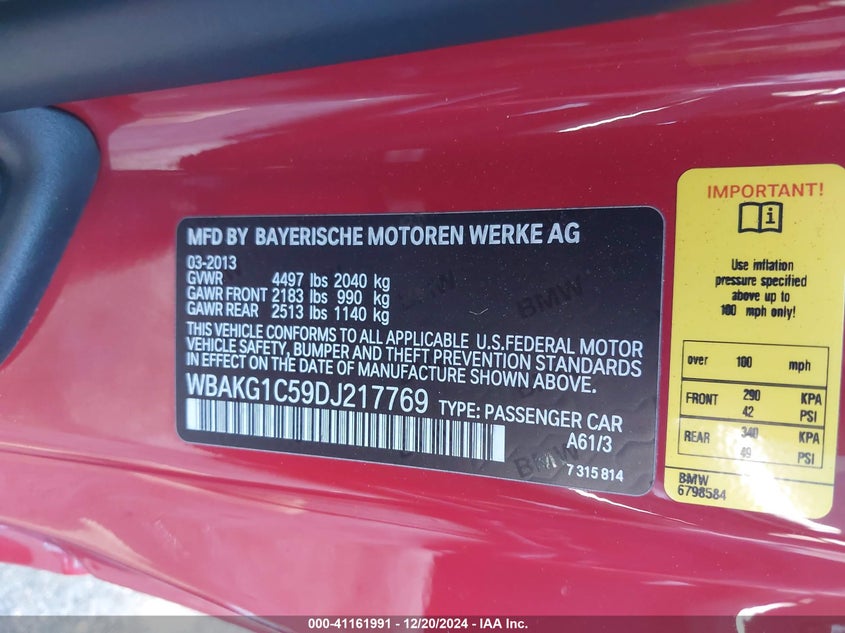 MFD BY BAYERISCHE MOTOREN WERKE AG
03-2013
GVWR 4497 lbs 2040 kg
GAWR FRONT 2183 lbs 990 kg
GAWR REAR 2513 lbs 1140 kg
THIS VEHICLE CONFORMS TO ALL APPLICABLE U.S.FEDERAL MOTOR
VEHICLE SAFETY, BUMPER AND THEFT PREVENTION STANDARDS
IN EFFECT ON THE DATE OF MANUFACTURE SHOWN ABOVE.
WBAKG1C59DJ217769 TYPE: PASSENGER CAR
A61/3
7 315 814
BMW
BMW
IMPORTANT!
Use inflation
pressure specified
above up to
100 mph only!
over 100 mph
FRONT 290 KPA
42 PSI
REAR 340 KPA
49 PSI
BMW
6798584
000-41161991 - 12/20/2024 - IAA Inc.